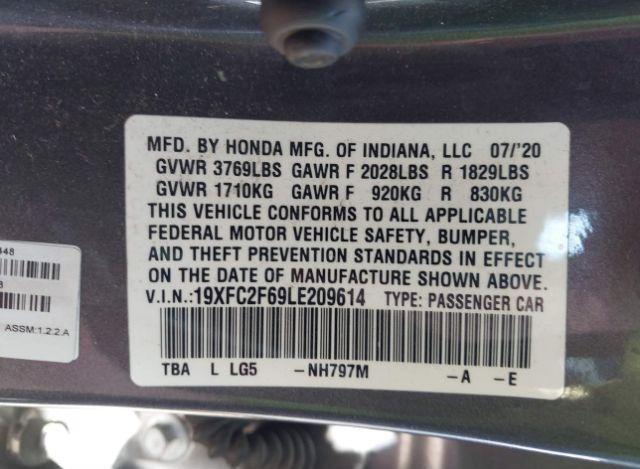 MFD. BY HONDA MFG. OF INDIANA, LLC 07/'20
GVWR 3769LBS GAWR F 2028LBS R 1829LBS
GVWR 1710KG GAWR F 920KG R 830KG
THIS VEHICLE CONFORMS TO ALL APPLICABLE
FEDERAL MOTOR VEHICLE SAFETY, BUMPER,
AND THEFT PREVENTION STANDARDS IN EFFECT
ON THE DATE OF MANUFACTURE SHOWN ABOVE.
V.I.N.:19XFC2F69LE209614 TYPE: PASSENGER CAR
TBA L LG5 -NH797M -A -E
ASSM:1.2.2.A